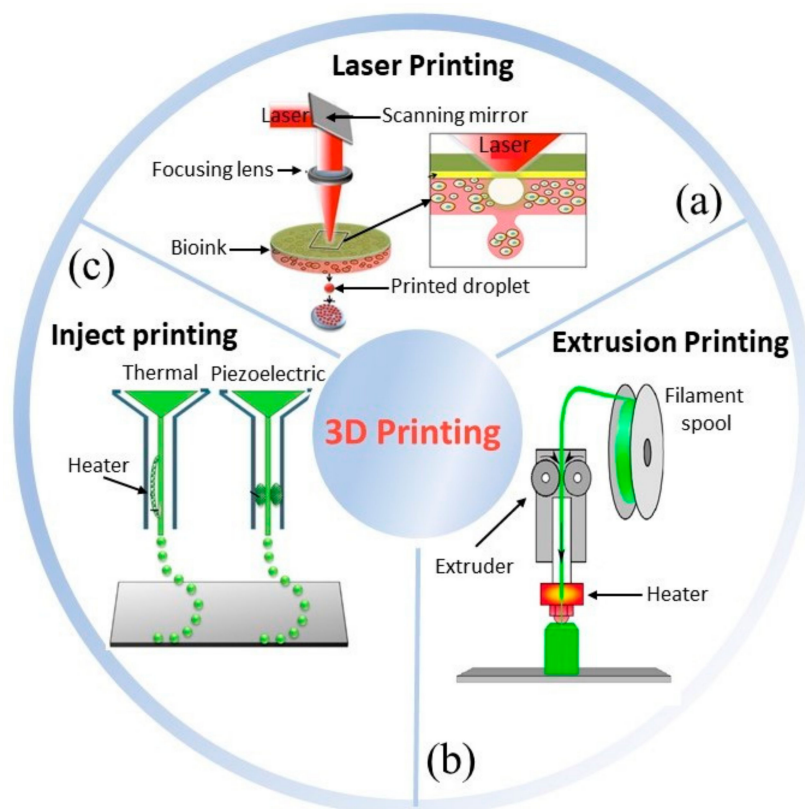 Laser Printing
Laser
Scanning mirror
Laser
Focusing lens
(a)
Bioink
(c)
Printed droplet
Inject printing
Extrusion Printing
Thermal
Piezoelectric
Filament
spool
3D Printing
Heater
Extruder
Heater
(b)